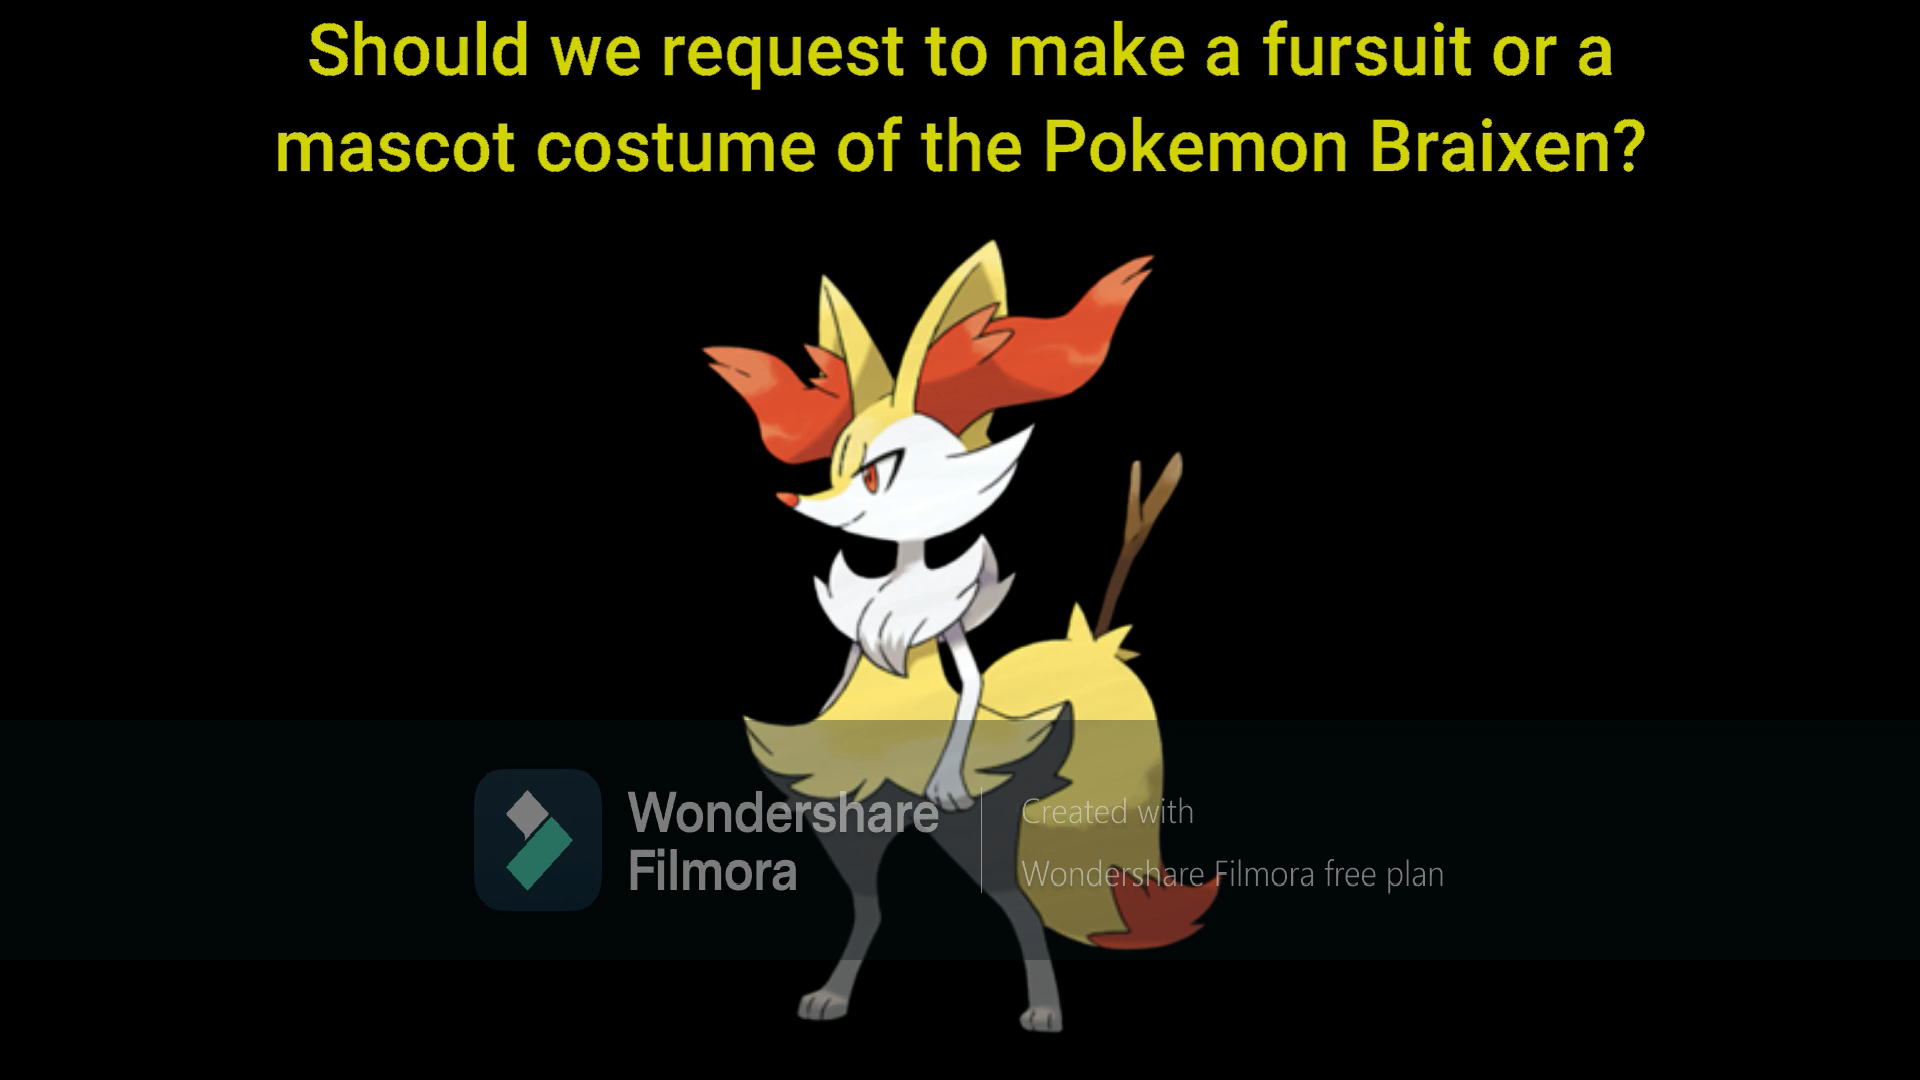 Should we request to make a fursuit or a
mascot costume of the Pokemon Braixen?
Wondershare
Filmora
Created with
Wondershare Filmora free plan